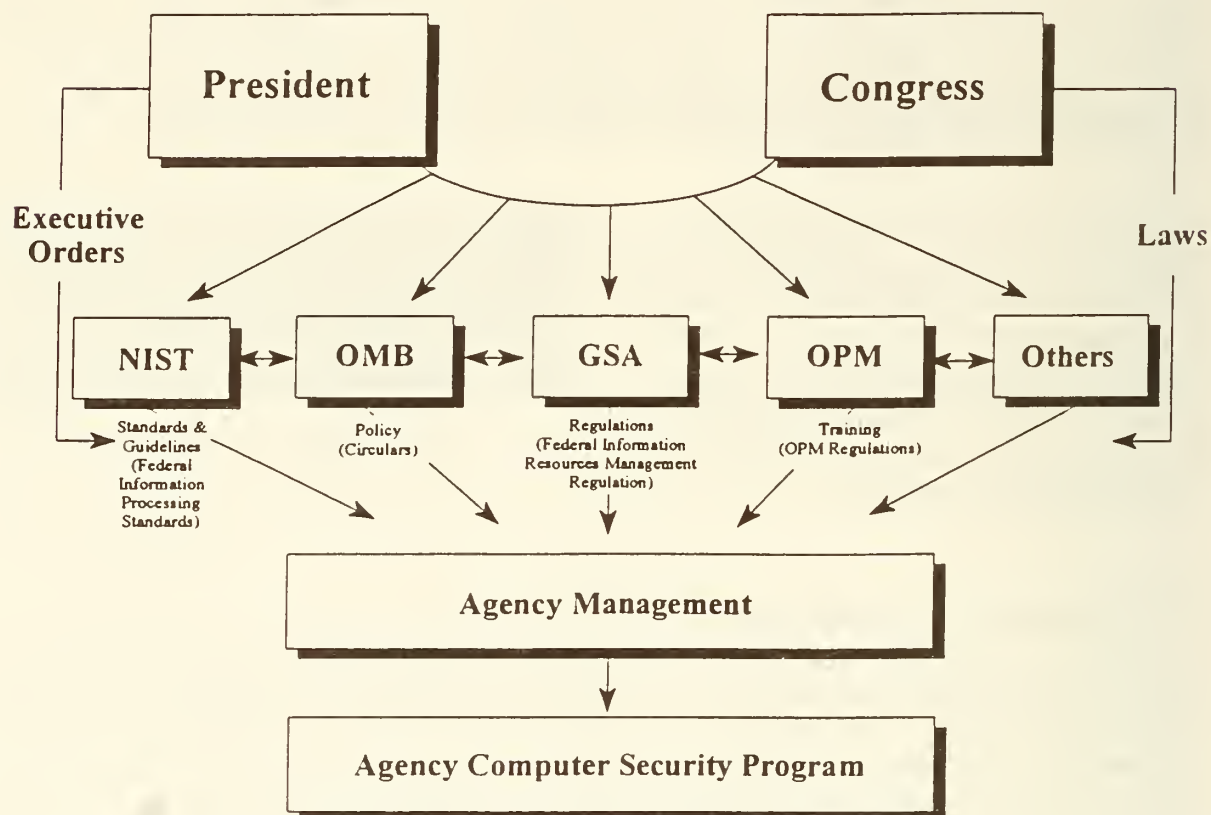 President
Congress
Executive
Orders
Laws
NIST
OMB
GSA
OPM
Others
Standards &
Guidelines
(Federal
Information
Processing
Standards)
Policy
(Circulars)
Regulations
(Federal Information
Resources Management
Regulation)
Training
(OPM Regulations)
Agency Management
Agency Computer Security Program